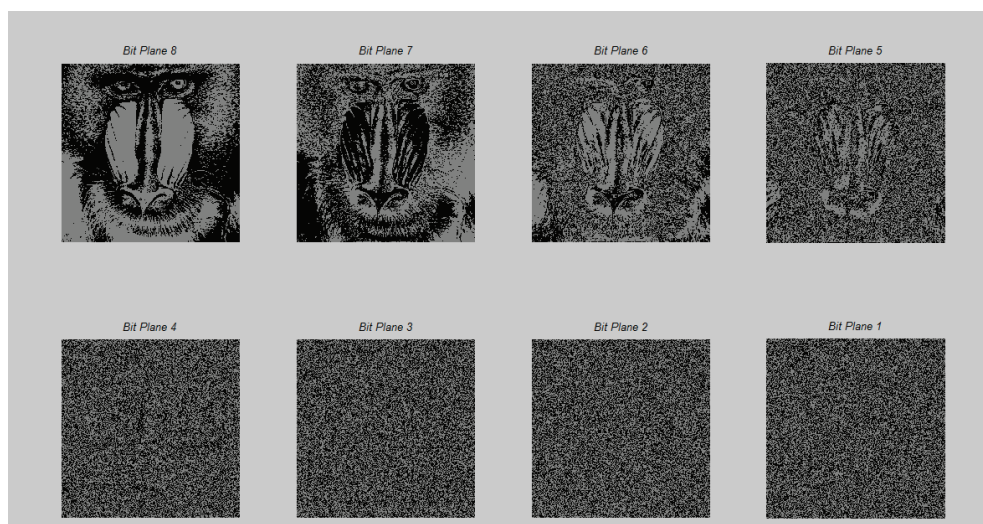 Bit Plane 8
Bit Plane 7
Bit Plane 6
Bit Plane 5
Bit Plane 4
Bit Plane 3
Bit Plane 2
Bit Plane 1